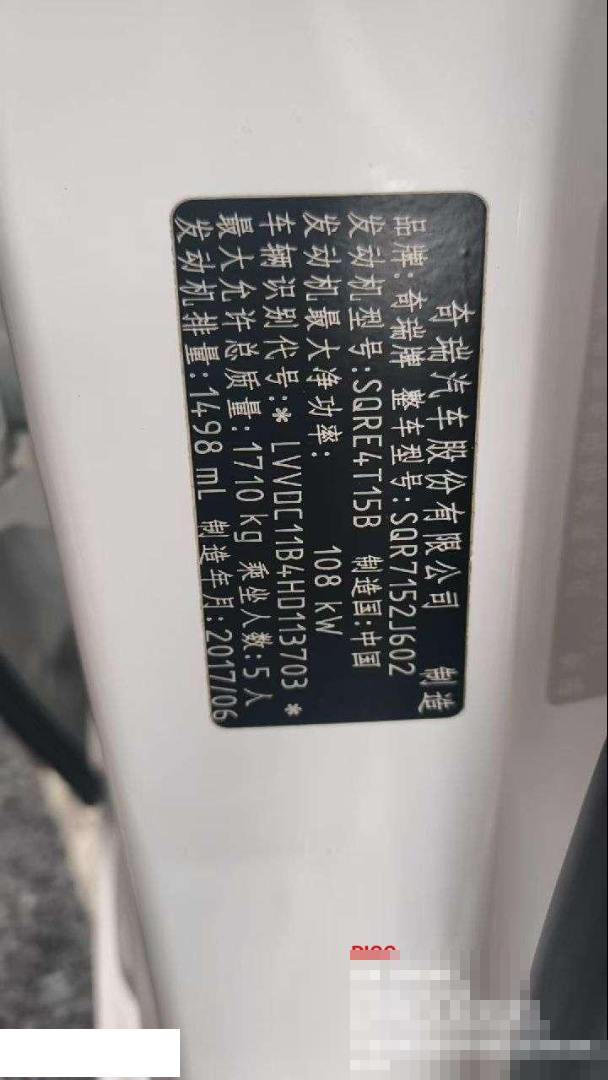 奇瑞汽车股份有限公司 制造
品牌:奇瑞牌 整车型号:SQR7152J602
发动机型号:SQRE4T15B 制造国:中国
发动机最大净功率: 108 kW
车辆识别代号:* LVVDC11B4HD113703 *
最大允许总质量:1710 kg 乘坐人数:5 人
发动机排量:1498 mL 制造年月:2017/06